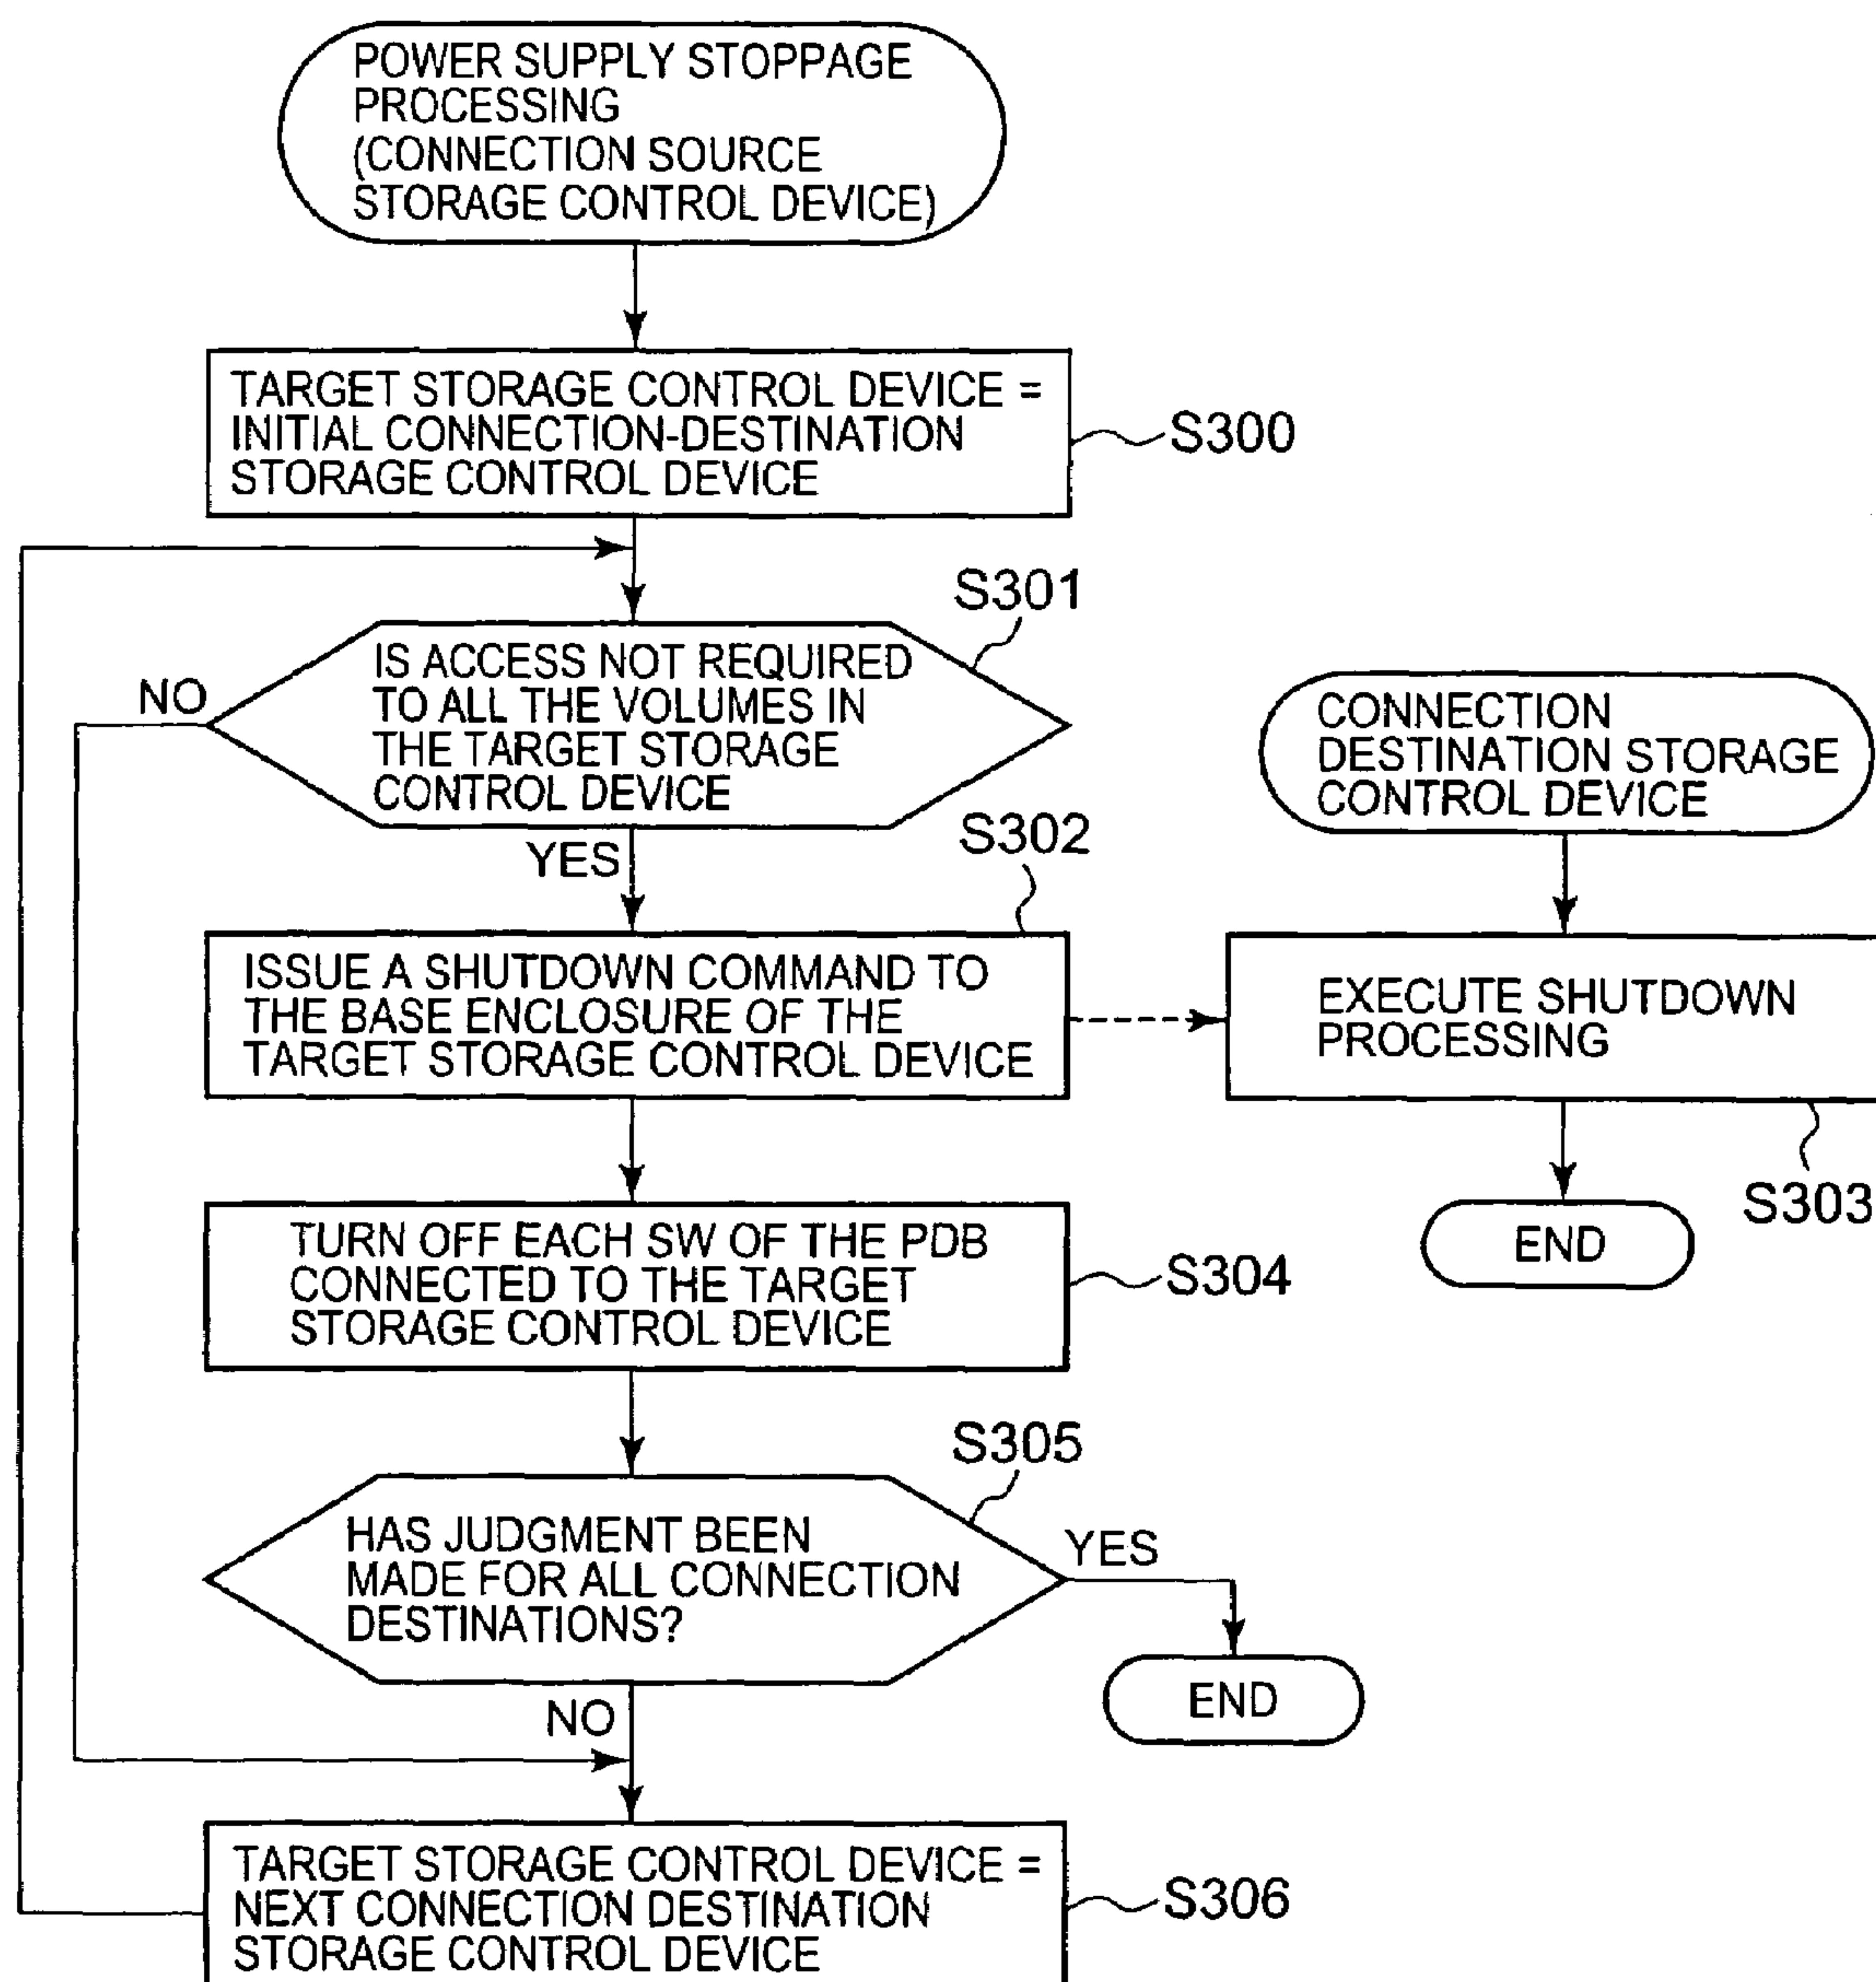 POWER SUPPLY STOPPAGE
PROCESSING
(CONNECTION SOURCE
STORAGE CONTROL DEVICE)
TARGET STORAGE CONTROL DEVICE =
INITIAL CONNECTION-DESTINATION
STORAGE CONTROL DEVICE
S300
S301
IS ACCESS NOT REQUIRED
TO ALL THE VOLUMES IN
THE TARGET STORAGE
CONTROL DEVICE
NO
YES
CONNECTION
DESTINATION STORAGE
CONTROL DEVICE
S302
ISSUE A SHUTDOWN COMMAND TO
THE BASE ENCLOSURE OF THE
TARGET STORAGE CONTROL DEVICE
EXECUTE SHUTDOWN
PROCESSING
S303
END
TURN OFF EACH SW OF THE PDB
CONNECTED TO THE TARGET
STORAGE CONTROL DEVICE
S304
S305
HAS JUDGMENT BEEN
MADE FOR ALL CONNECTION
DESTINATIONS?
YES
END
NO
TARGET STORAGE CONTROL DEVICE =
NEXT CONNECTION DESTINATION
STORAGE CONTROL DEVICE
S306